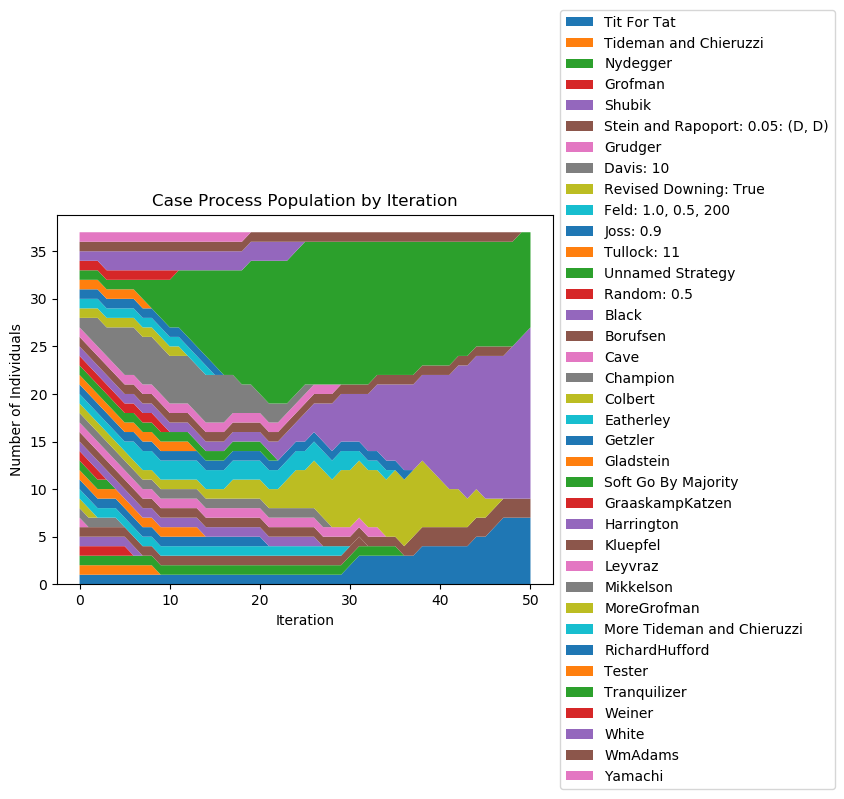 Case Process Population by Iteration
Number of Individuals
35
30
25
20
15
10
5
0
0 10 20 30 40 50
Iteration
Tit For Tat
Tideman and Chieruzzi
Nydegger
Grofman
Shubik
Stein and Rapoport: 0.05: (D, D)
Grudger
Davis: 10
Revised Downing: True
Feld: 1.0, 0.5, 200
Joss: 0.9
Tullock: 11
Unnamed Strategy
Random: 0.5
Black
Borufsen
Cave
Champion
Colbert
Eatherley
Getzler
Gladstein
Soft Go By Majority
GraaskampKatzen
Harrington
Kluepfel
Leyvraz
Mikkelson
MoreGrofman
More Tideman and Chieruzzi
RichardHufford
Tester
Tranquilizer
Weiner
White
WmAdams
Yamachi